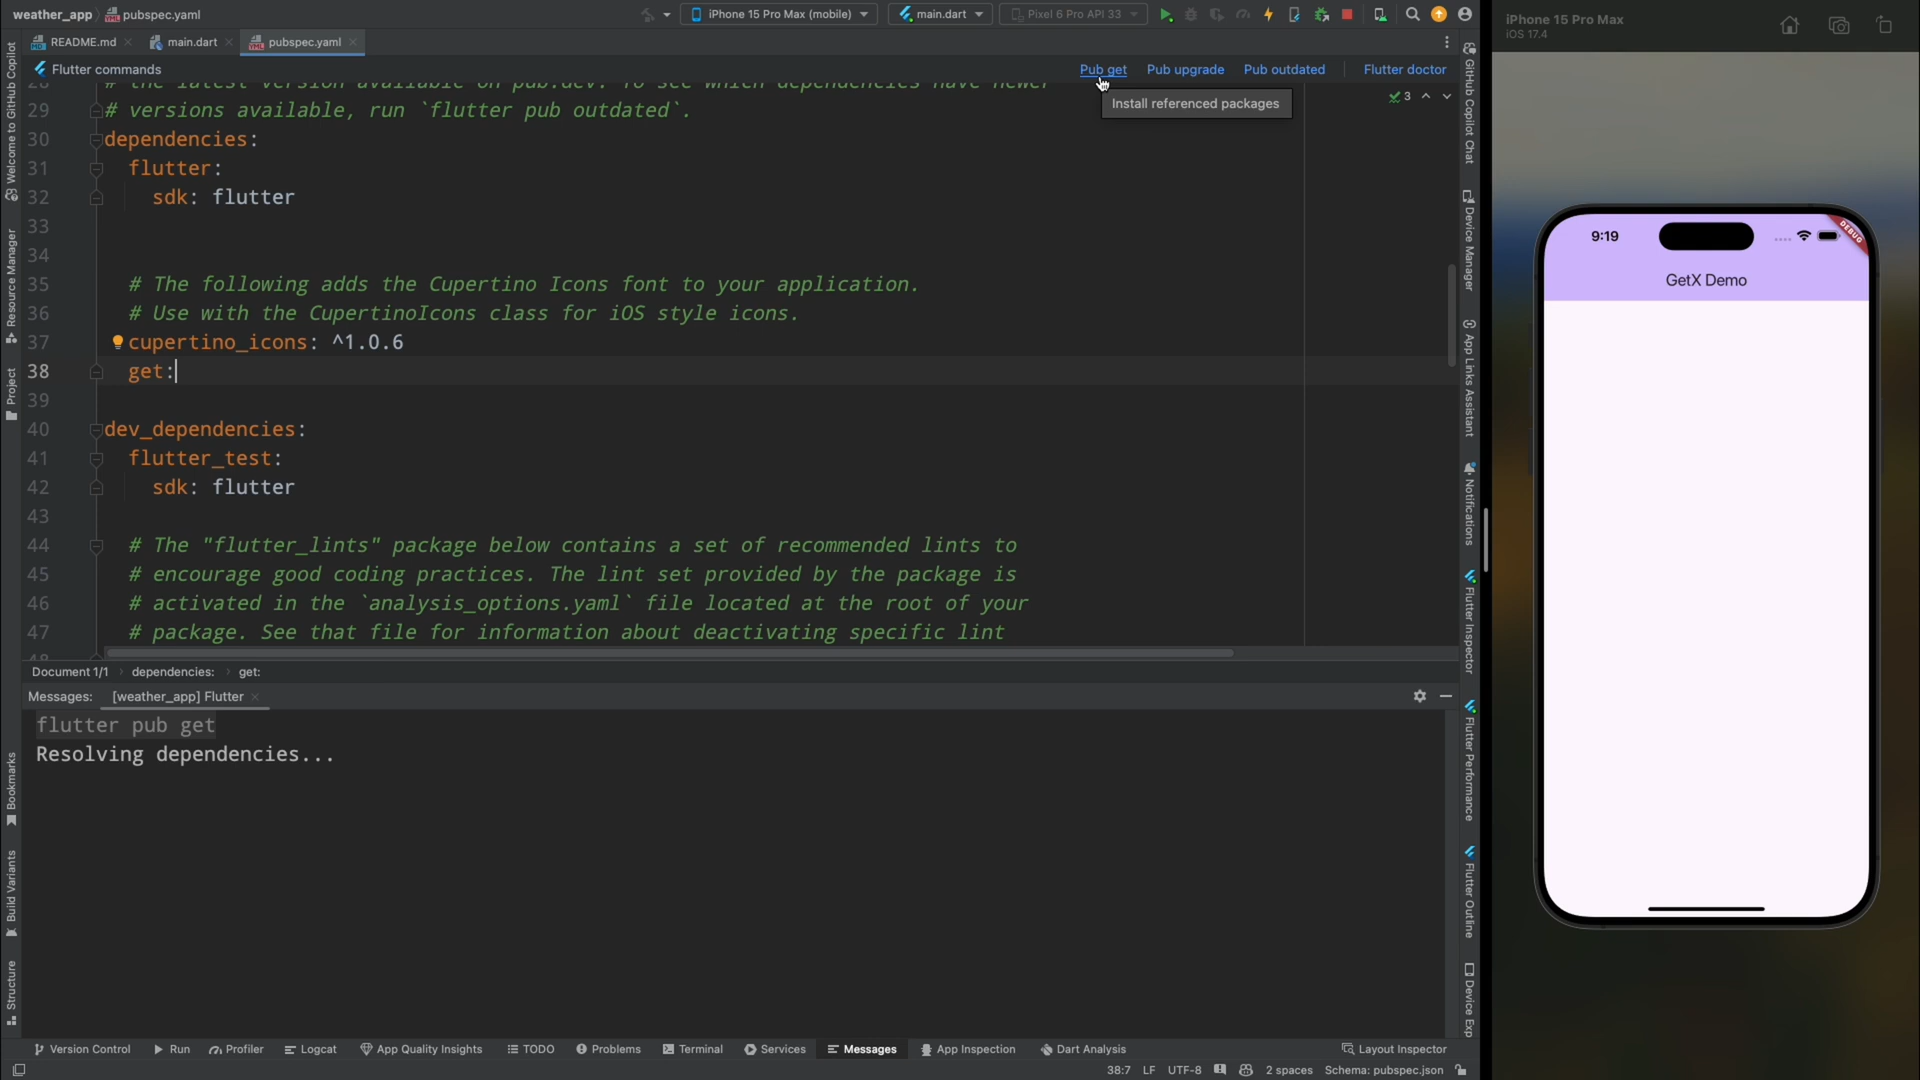 weather_app
pubspec.yaml
iPhone 15 Pro Max (mobile)
main.dart
Pixel 6 Pro API 33
iPhone 15 Pro Max
iOS 17.4
README.md
main.dart
pubspec.yaml
Flutter commands
Pub get
Pub upgrade
Pub outdated
Flutter doctor
Install referenced packages
3
28 # the latest version available on pub.dev. To see which dependencies have newer
29 # versions available, run `flutter pub outdated`.
30 dependencies:
31 flutter:
32 sdk: flutter
33
34
35 # The following adds the Cupertino Icons font to your application.
36 # Use with the CupertinoIcons class for iOS style icons.
37 cupertino_icons: ^1.0.6
38 get:
39
40 dev_dependencies:
41 flutter_test:
42 sdk: flutter
43
44 # The "flutter_lints" package below contains a set of recommended lints to
45 # encourage good coding practices. The lint set provided by the package is
46 # activated in the `analysis_options.yaml` file located at the root of your
47 # package. See that file for information about deactivating specific lint
48
Document 1/1
dependencies:
get:
Messages:
[weather_app] Flutter
flutter pub get
Resolving dependencies...
Welcome to GitHub Copilot
Resource Manager
Project
Bookmarks
Build Variants
Structure
GitHub Copilot Chat
Device Manager
App Links Assistant
Notifications
Flutter Inspector
Flutter Performance
Flutter Outline
Device Exp
9:19
DEBUG
GetX Demo
Version Control
Run
Profiler
Logcat
App Quality Insights
TODO
Problems
Terminal
Services
Messages
App Inspection
Dart Analysis
Layout Inspector
38:7
LF
UTF-8
2 spaces
Schema: pubspec.json